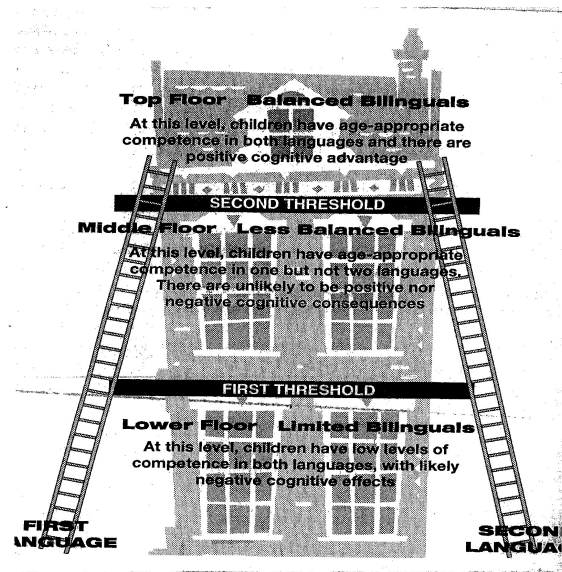 Top Floor Balanced Bilinguals
At this level, children have age-appropriate
competence in both languages and there are
positive cognitive advantage
SECOND THRESHOLD
Middle Floor Less Balanced Bilinguals
At this level, children have age-appropriate
competence in one but not two languages.
There are unlikely to be positive nor
negative cognitive consequences
FIRST THRESHOLD
Lower Floor Limited Bilinguals
At this level, children have low levels of
competence in both languages, with likely
negative cognitive effects
FIRST
ANGUAGE
SECON
LANGUAG